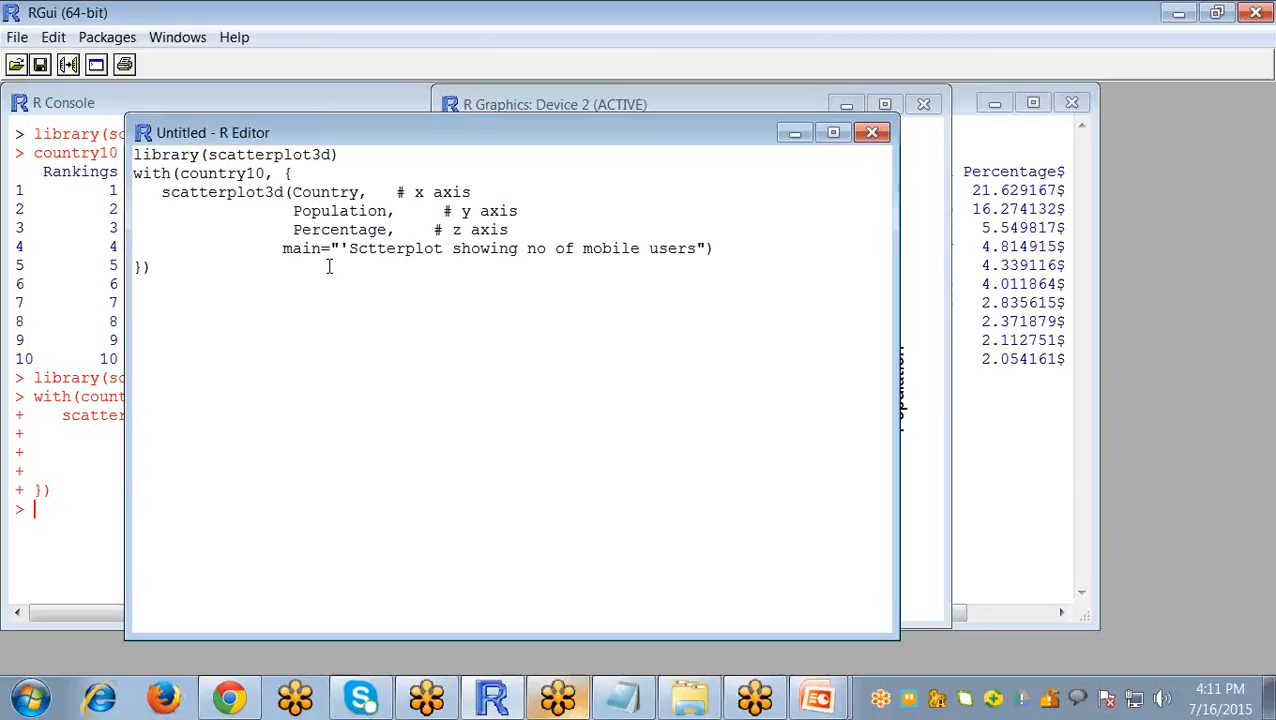 RGui (64-bit)
File Edit Packages Windows Help
R Console
R Graphics: Device 2 (ACTIVE)
> library(sc
> country10
Rankings
1 1
2 2
3 3
4 4
5 5
6 6
7 7
8 8
9 9
10 10
> library(sc
> with(count
+ scatter
+
+
+
+ })
>
Untitled - R Editor
library(scatterplot3d)
with(country10, {
scatterplot3d(Country, # x axis
Population, # y axis
Percentage, # z axis
main="'Sctterplot showing no of mobile users")
})
Percentage$
21.629167$
16.274132$
5.549817$
4.814915$
4.339116$
4.011864$
2.835615$
2.371879$
2.112751$
2.054161$
4:11 PM
7/16/2015